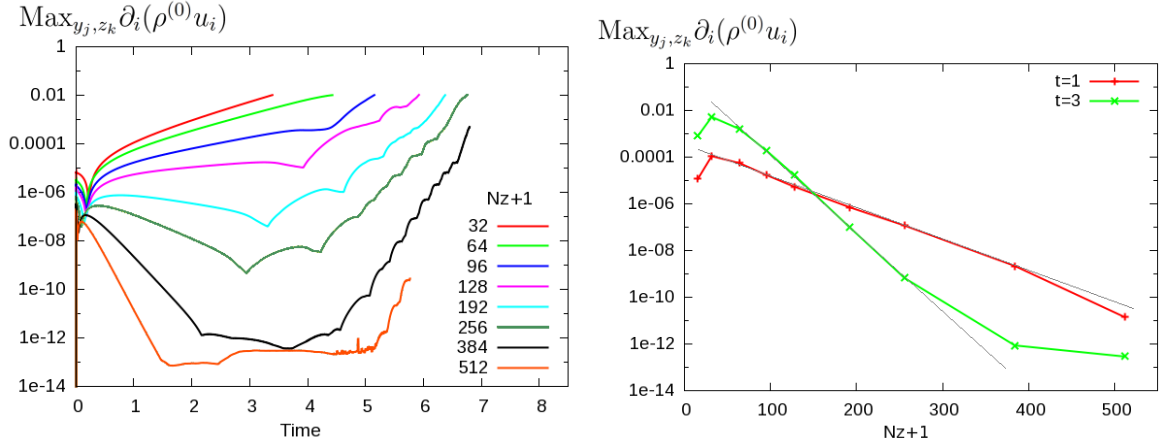 Max_{y_j,z_k} ∂_i(ρ^{(0)}u_i)
1
0.01
0.0001
1e-06
1e-08
1e-10
1e-12
1e-14
0 1 2 3 4 5 6 7 8
Time
Nz+1
32
64
96
128
192
256
384
512
Max_{y_j,z_k} ∂_i(ρ^{(0)}u_i)
1
0.01
0.0001
1e-06
1e-08
1e-10
1e-12
1e-14
0 100 200 300 400 500
Nz+1
t=1
t=3